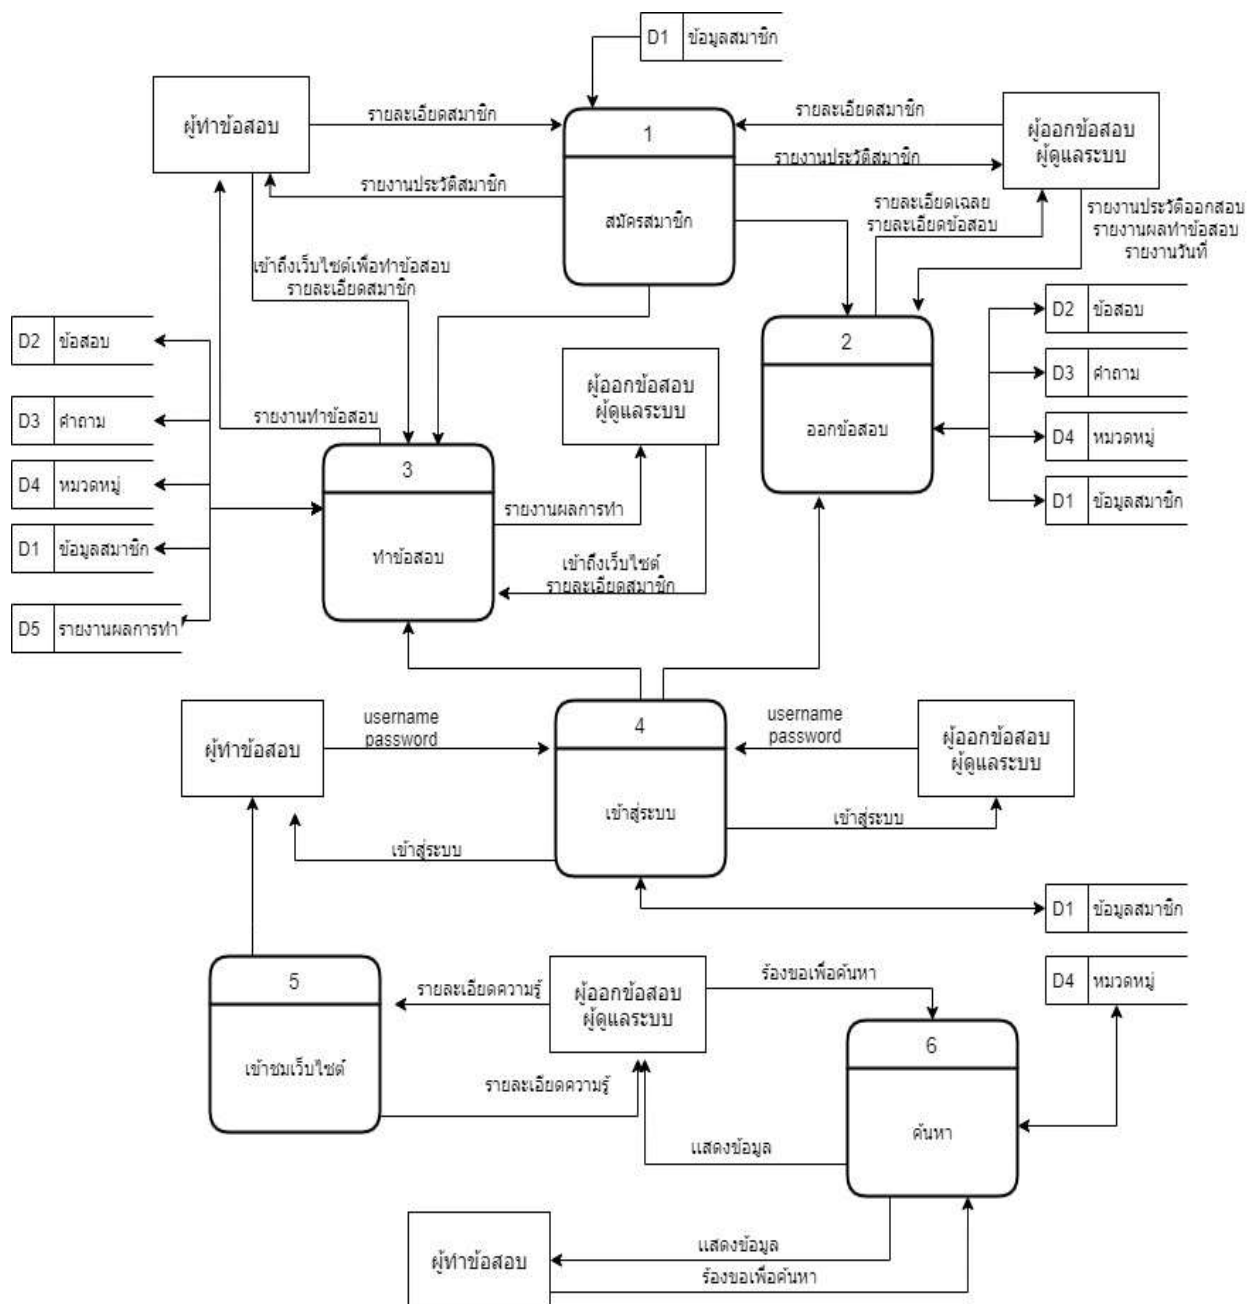 D1 ข้อมูลสมาชิก
ผู้ทำข้อสอบ
รายละเอียดสมาชิก
1
สมัครสมาชิก
รายละเอียดสมาชิก
ผู้ออกข้อสอบ
ผู้ดูแลระบบ
รายงานประวัติสมาชิก
รายงานประวัติสมาชิก
รายละเอียดเฉลย
รายละเอียดข้อสอบ
รายงานประวัติออกสอบ
รายงานผลทำข้อสอบ
รายงานวันที่
เข้าถึงเว็บไซต์เพื่อทำข้อสอบ
รายละเอียดสมาชิก
D2 ข้อสอบ
D3 คำถาม
D4 หมวดหมู่
D1 ข้อมูลสมาชิก
D5 รายงานผลการทำ
รายงานทำข้อสอบ
3
ทำข้อสอบ
ผู้ออกข้อสอบ
ผู้ดูแลระบบ
รายงานผลการทำ
เข้าถึงเว็บไซต์
รายละเอียดสมาชิก
2
ออกข้อสอบ
D2 ข้อสอบ
D3 คำถาม
D4 หมวดหมู่
D1 ข้อมูลสมาชิก
ผู้ทำข้อสอบ
username
password
4
เข้าสู่ระบบ
username
password
ผู้ออกข้อสอบ
ผู้ดูแลระบบ
เข้าสู่ระบบ
เข้าสู่ระบบ
D1 ข้อมูลสมาชิก
5
เข้าชมเว็บไซต์
รายละเอียดความรู้
ผู้ออกข้อสอบ
ผู้ดูแลระบบ
รายละเอียดความรู้
ร้องขอเพื่อค้นหา
D4 หมวดหมู่
6
ค้นหา
แสดงข้อมูล
ผู้ทำข้อสอบ
แสดงข้อมูล
ร้องขอเพื่อค้นหา